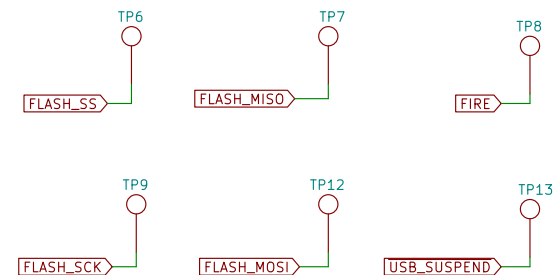 TP6
TP7
TP8
FLASH_SS
FLASH_MISO
FIRE
TP9
TP12
TP13
FLASH_SCK
FLASH_MOSI
USB_SUSPEND